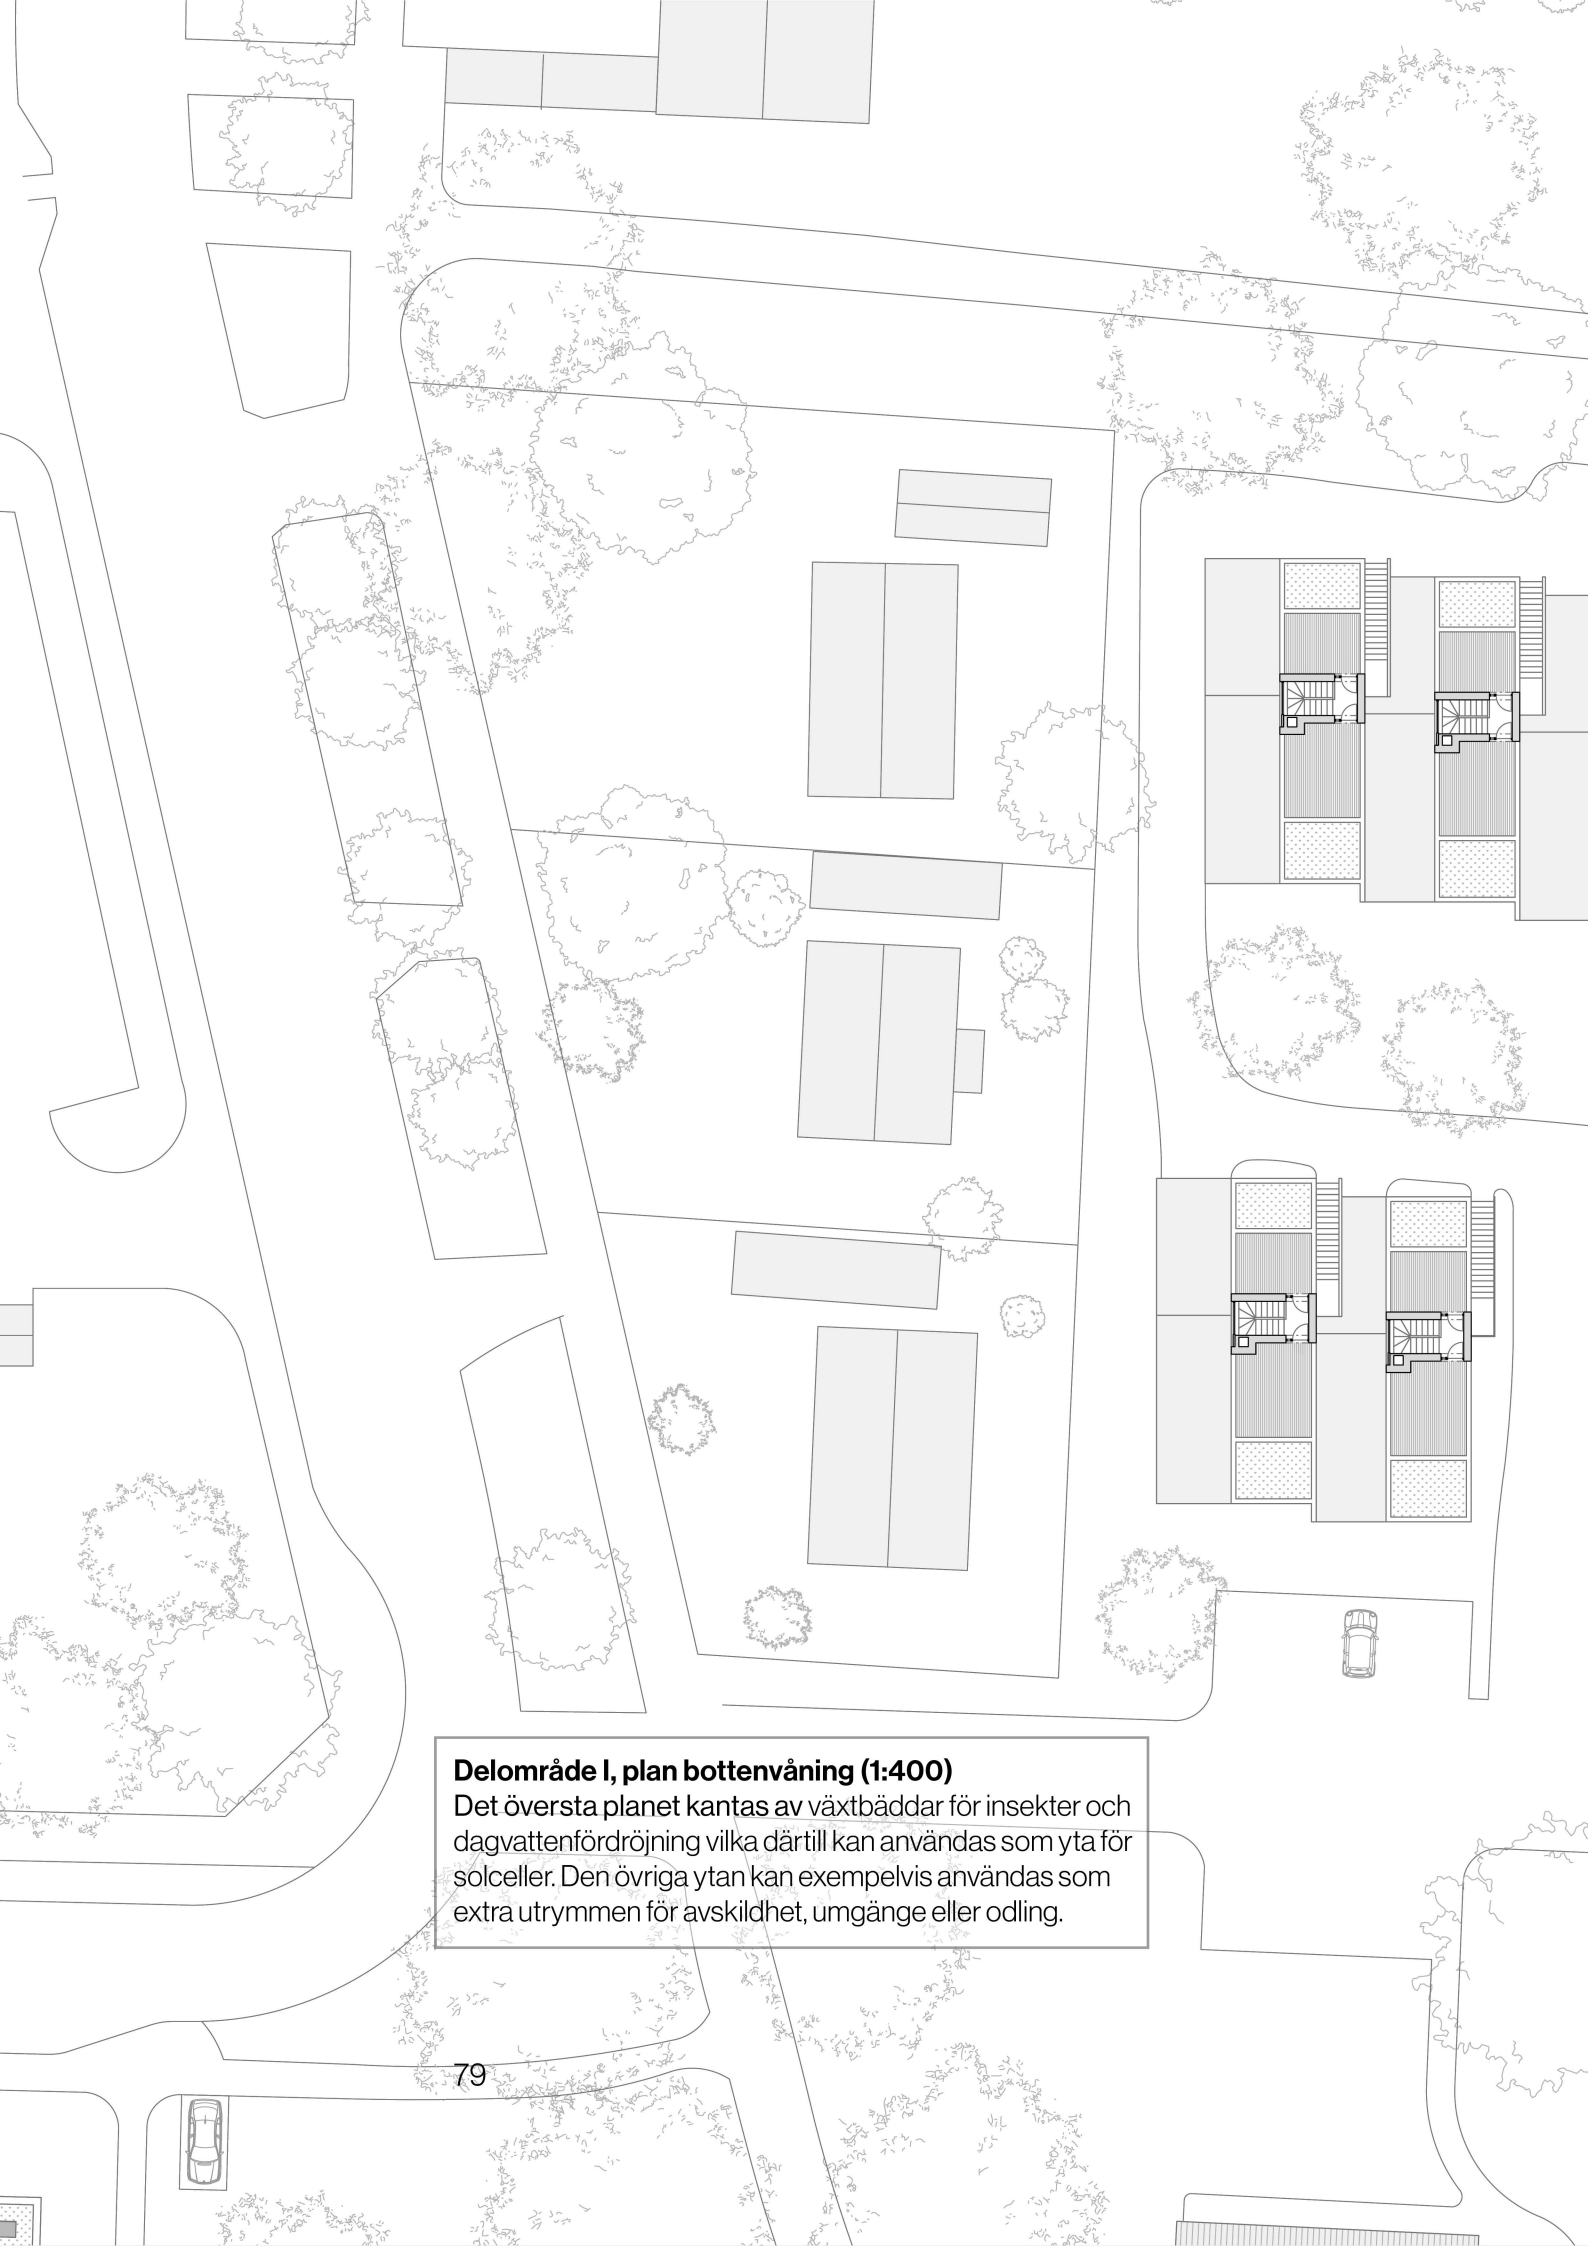 Delområde I, plan bottenvåning (1:400)
Det översta planet kantas av växtbäddar för insekter och
dagvattenfördröjning vilka därtill kan användas som yta för
solceller. Den övriga ytan kan exempelvis användas som
extra utrymmen för avskildhet, umgänge eller odling.
79